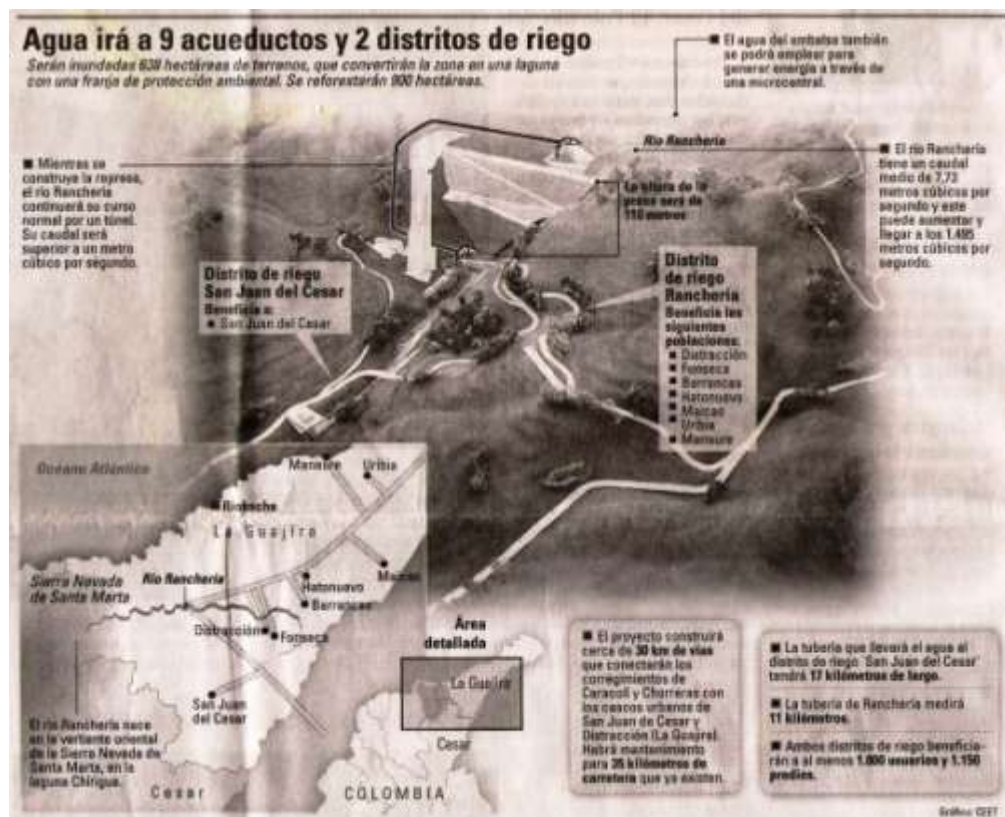 Agua irá a 9 acueductos y 2 distritos de riego
Serán inundadas 638 hectáreas de terrenos, que convertirán la zona en una laguna
con una franja de protección ambiental. Se reforestarán 900 hectáreas.
■ El agua del embalse también
se podrá emplear para
generar energía a través de
una microcentral.
■ Mientras se
construye la represa,
el río Ranchería
continuará su curso
normal por un túnel.
Su caudal será
superior a un metro
cúbico por segundo.
Río Ranchería
La altura de la
presa será de
110 metros
■ El río Ranchería
tiene un caudal
medio de 7,73
metros cúbicos por
segundo y este
puede aumentar y
llegar a los 1.495
metros cúbicos por
segundo.
Distrito de riego
San Juan del Cesar
Beneficia a:
● San Juan del Cesar
Distrito
de riego
Ranchería
Beneficia las
siguientes
poblaciones:
■ Distracción
■ Fonseca
■ Barrancas
■ Hatonuevo
■ Maicao
■ Uribia
■ Manaure
Océano Atlántico
Manaure
Uribia
Riohacha
La Guajira
Maicao
Sierra Nevada
de Santa Marta
Río Ranchería
Hatonuevo
Barrancas
Distracción
Fonseca
San Juan
del Cesar
El río Ranchería nace
en la vertiente oriental
de la Sierra Nevada de
Santa Marta, en la
laguna Chirigua.
Cesar
Área
detallada
La Guajira
Cesar
COLOMBIA
■ El proyecto construirá
cerca de 30 km de vías
que conectarán los
corregimientos de
Caracolí y Chorreras con
los cascos urbanos de
San Juan de Cesar y
Distracción (La Guajira).
Habrá mantenimiento
para 35 kilómetros de
carretera que ya existen.
■ La tubería que llevará el agua al
distrito de riego San Juan del Cesar
tendrá 17 kilómetros de largo.
■ La tubería de Ranchería medirá
11 kilómetros.
■ Ambos distritos de riego beneficia-
rán a al menos 1.800 usuarios y 1.150
predios.
Gráfico: CEET